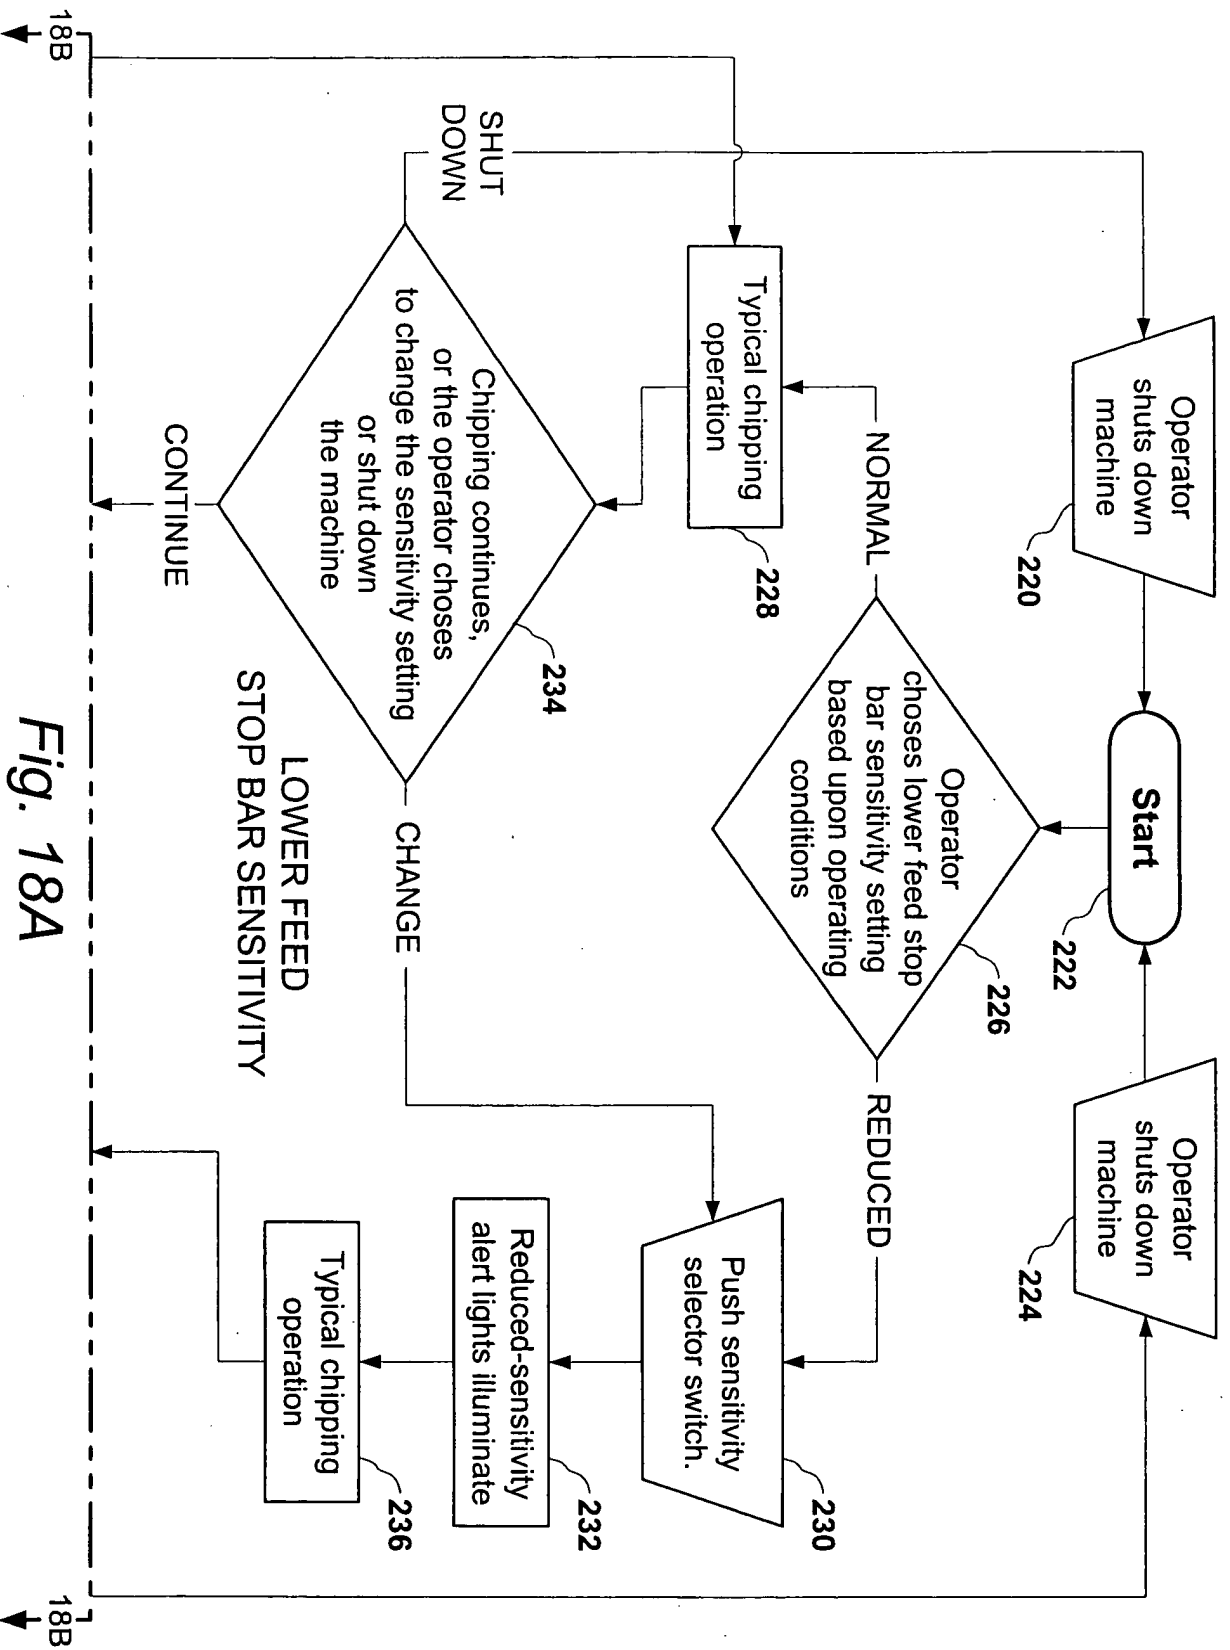 Operator
shuts down
machine
220
Start
222
Operator
shuts down
machine
224
Operator
choses lower feed stop
bar sensitivity setting
based upon operating
conditions
226
NORMAL
REDUCED
Typical chipping
operation
228
Push sensitivity
selector switch.
230
SHUT
DOWN
Chipping continues,
or the operator choses
to change the sensitivity setting
or shut down
the machine
234
CHANGE
Reduced-sensitivity
alert lights illuminate
232
Typical chipping
operation
236
CONTINUE
LOWER FEED
STOP BAR SENSITIVITY
18B
18B
Fig. 18A